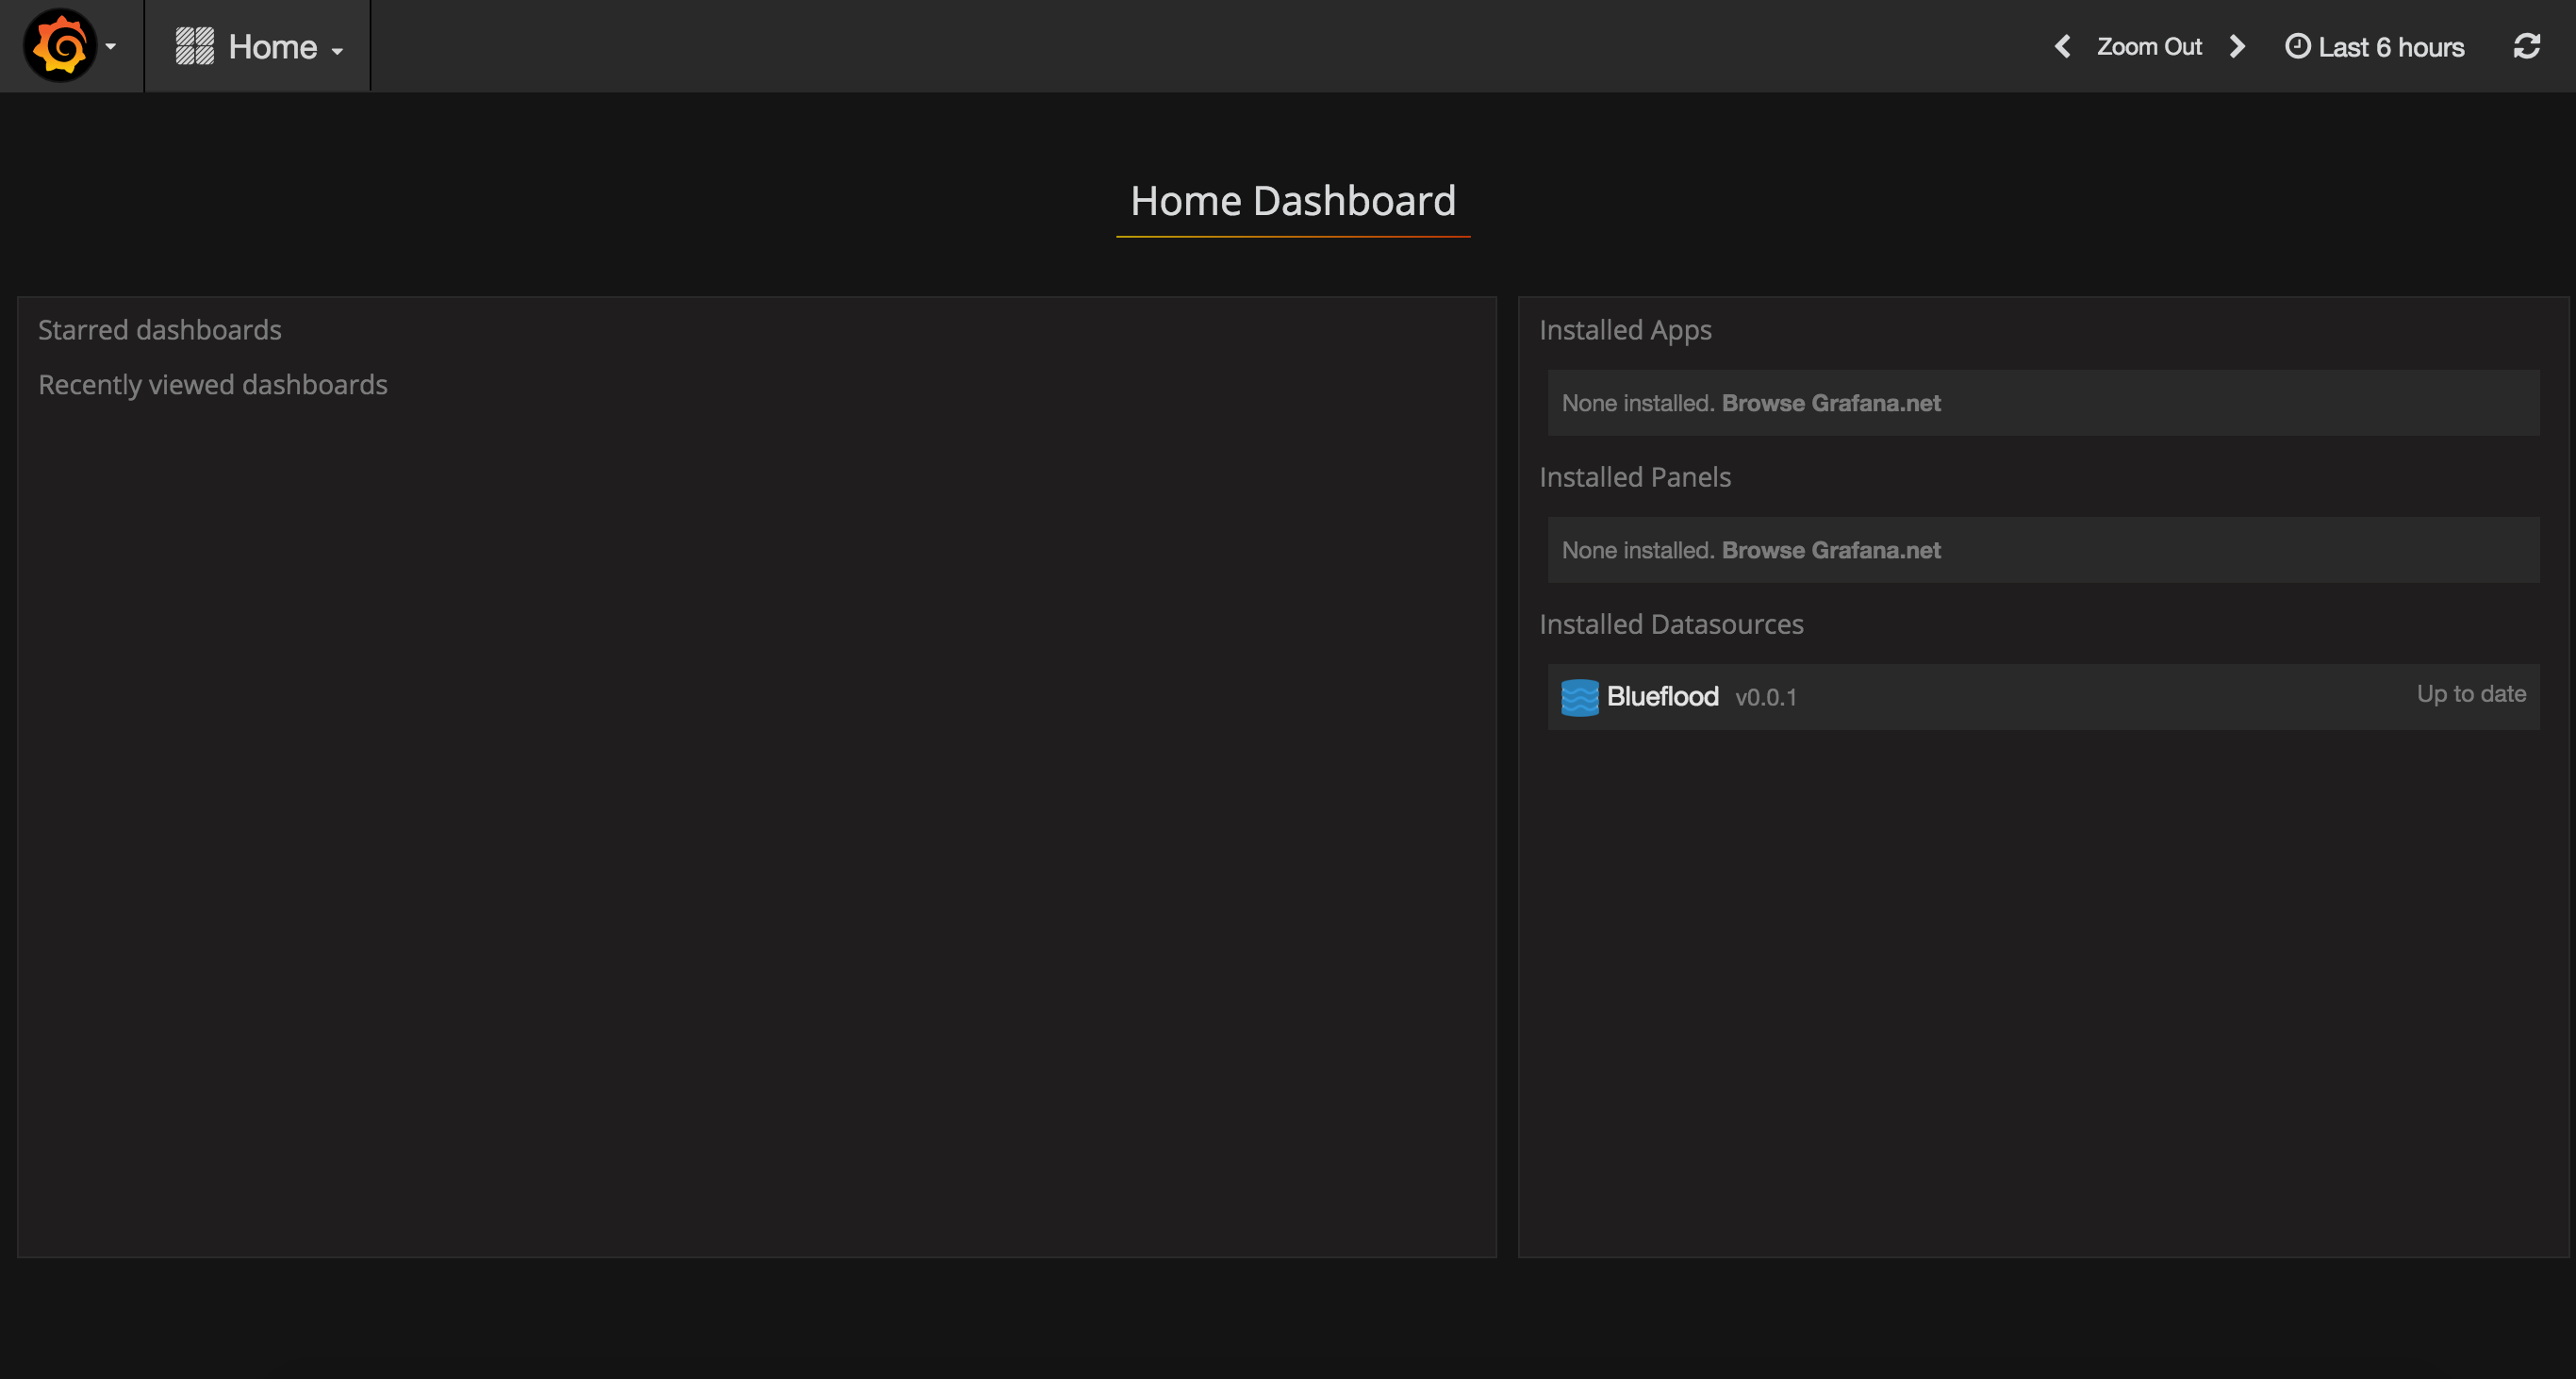 Home
Zoom Out
Last 6 hours
Home Dashboard
Starred dashboards
Recently viewed dashboards
Installed Apps
None installed. Browse Grafana.net
Installed Panels
None installed. Browse Grafana.net
Installed Datasources
Blueflood v0.0.1 Up to date